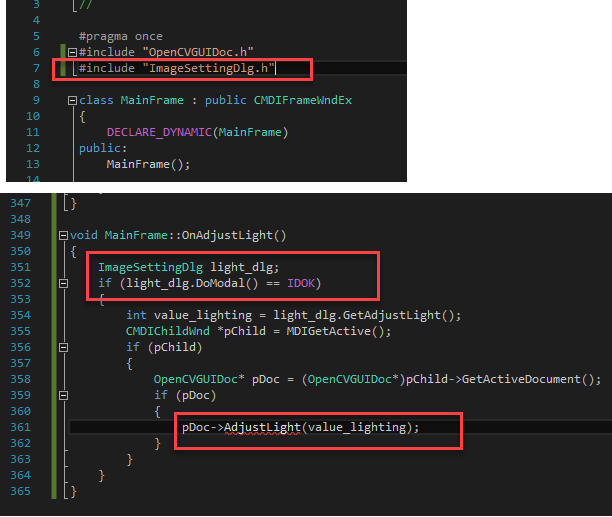 3 //
5 #pragma once
6 #include "OpenCVGUIDoc.h"
7 #include "ImageSettingDlg.h"
8
9 class MainFrame : public CMDIFrameWndEx
10 {
11 DECLARE_DYNAMIC(MainFrame)
12 public:
13 MainFrame();
14
347 }
348
349 void MainFrame::OnAdjustLight()
350 {
351 ImageSettingDlg light_dlg;
352 if (light_dlg.DoModal() == IDOK)
353 {
354 int value_lighting = light_dlg.GetAdjustLight();
355 CMDIChildWnd *pChild = MDIGetActive();
356 if (pChild)
357 {
358 OpenCVGUIDoc* pDoc = (OpenCVGUIDoc*)pChild->GetActiveDocument();
359 if (pDoc)
360 {
361 pDoc->AdjustLight(value_lighting);
362 }
363 }
364 }
365 }